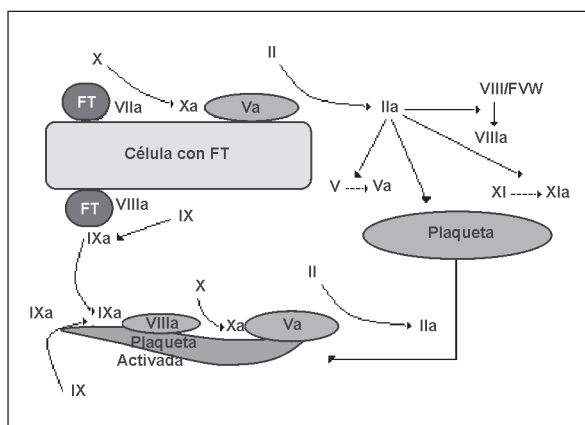 X
II
FT
VIIa
Xa
Va
IIa
VIII/FVW
VIIIa
Célula con FT
V
Va
XI
XIa
FT
VIIIa
IX
IXa
Plaqueta
X
II
IXa
IXa
VIIIa
Xa
Va
IIa
Plaqueta
Activada
IX